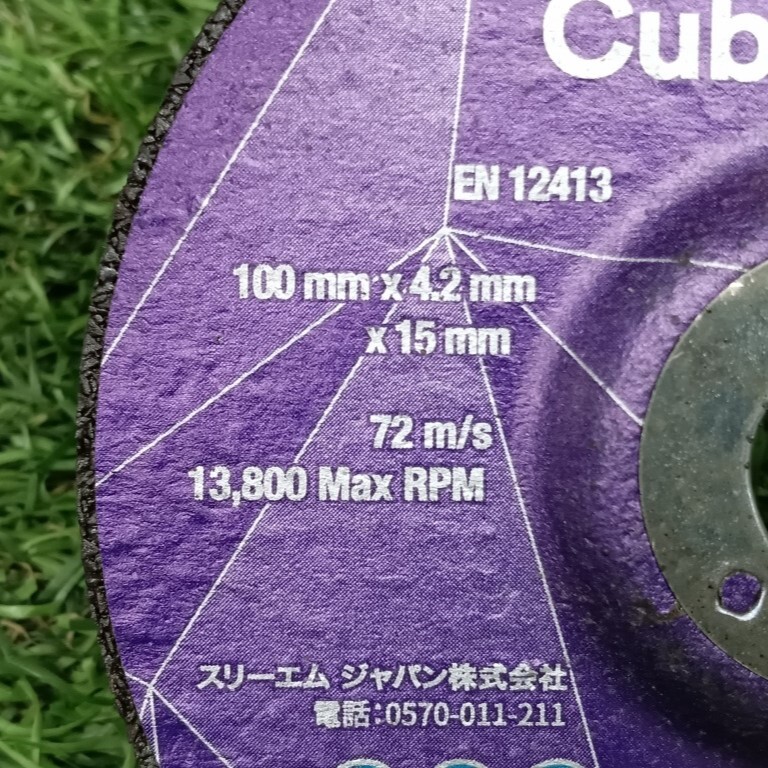 Cub
EN 12413
100 mm x 4.2 mm
x 15 mm
72 m/s
13,800 Max RPM
スリーエム ジャパン株式会社
電話:0570-011-211